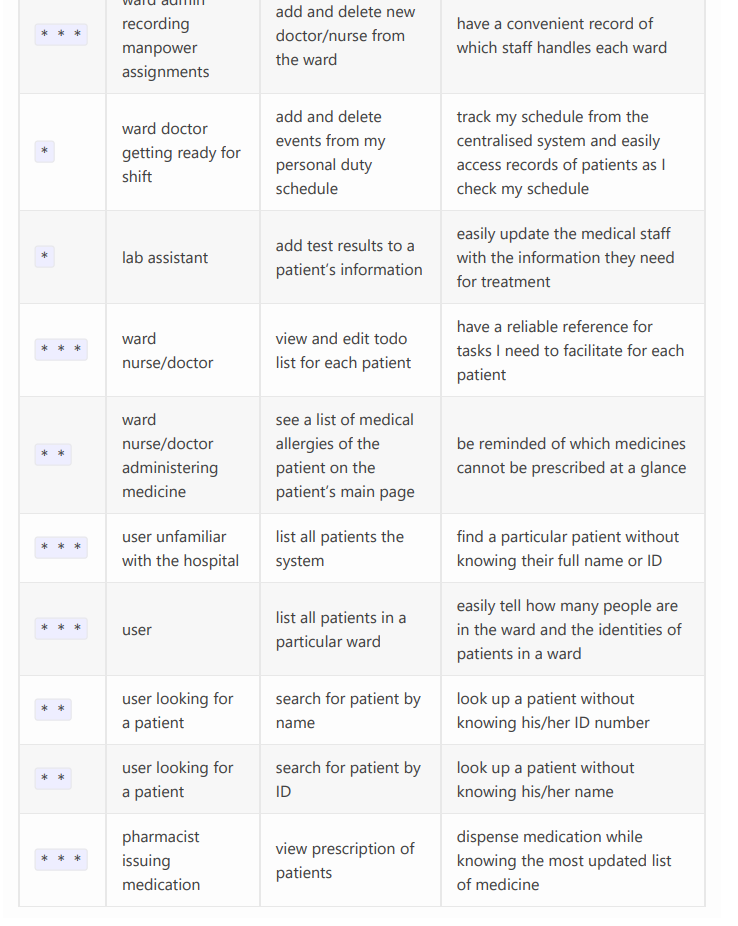 ward admin
recording
manpower
assignments
* * *
add and delete new
doctor/nurse from
the ward
have a convenient record of
which staff handles each ward
*
ward doctor
getting ready for
shift
add and delete
events from my
personal duty
schedule
track my schedule from the
centralised system and easily
access records of patients as I
check my schedule
*
lab assistant
add test results to a
patient's information
easily update the medical staff
with the information they need
for treatment
* * *
ward
nurse/doctor
view and edit todo
list for each patient
have a reliable reference for
tasks I need to facilitate for each
patient
* *
ward
nurse/doctor
administering
medicine
see a list of medical
allergies of the
patient on the
patient's main page
be reminded of which medicines
cannot be prescribed at a glance
* * *
user unfamiliar
with the hospital
list all patients the
system
find a particular patient without
knowing their full name or ID
* * *
user
list all patients in a
particular ward
easily tell how many people are
in the ward and the identities of
patients in a ward
* *
user looking for
a patient
search for patient by
name
look up a patient without
knowing his/her ID number
* *
user looking for
a patient
search for patient by
ID
look up a patient without
knowing his/her name
* * *
pharmacist
issuing
medication
view prescription of
patients
dispense medication while
knowing the most updated list
of medicine